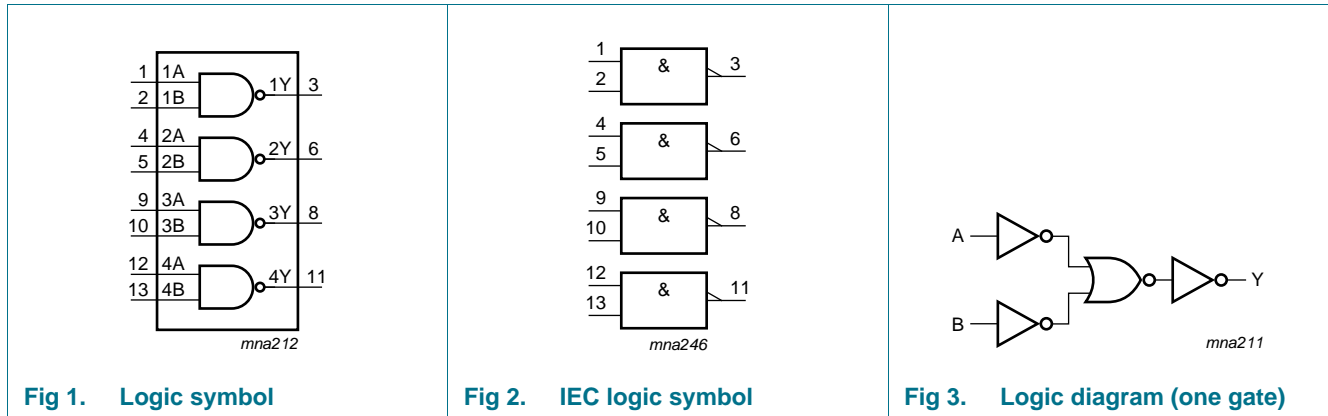 1 1A
2 1B
1Y 3
4 2A
5 2B
2Y 6
9 3A
10 3B
3Y 8
12 4A
13 4B
4Y 11
mna212
Fig 1. Logic symbol
1
2
&
3
4
5
&
6
9
10
&
8
12
13
&
11
mna246
Fig 2. IEC logic symbol
A
B
Y
mna211
Fig 3. Logic diagram (one gate)